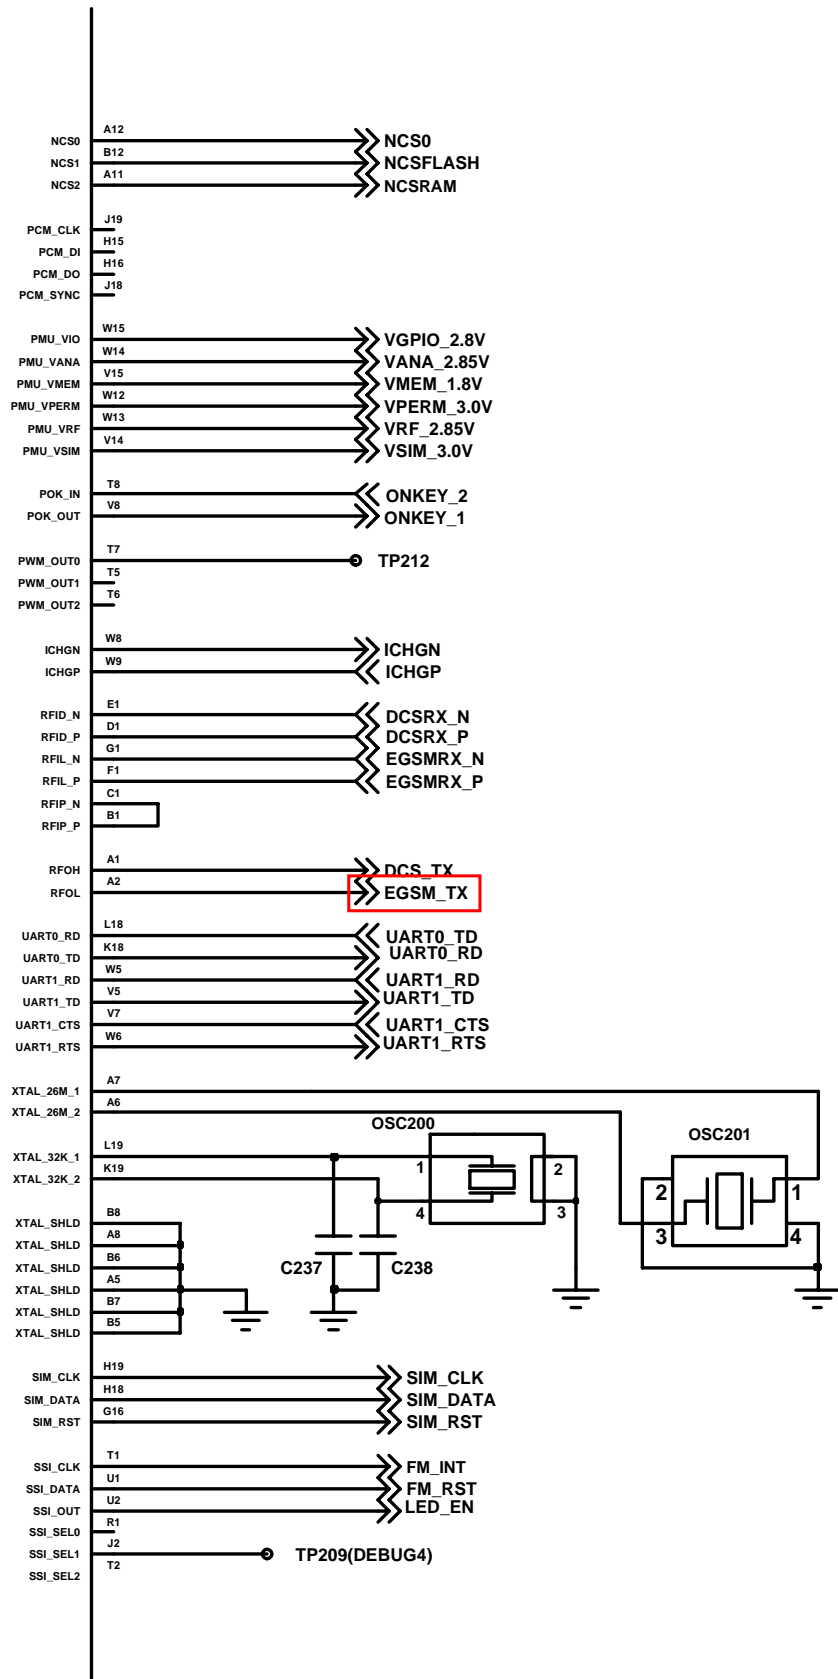 NCS0 A12 NCS0
NCS1 B12 NCSFLASH
NCS2 A11 NCSRAM
PCM_CLK J19
PCM_DI H15
PCM_DO H16
PCM_SYNC J18
PMU_VIO W15 VGPIO_2.8V
PMU_VANA W14 VANA_2.85V
PMU_VMEM V15 VMEM_1.8V
PMU_VPERM W12 VPERM_3.0V
PMU_VRF W13 VRF_2.85V
PMU_VSIM V14 VSIM_3.0V
POK_IN T8 ONKEY_2
POK_OUT V8 ONKEY_1
PWM_OUT0 T7 TP212
PWM_OUT1 T5
PWM_OUT2 T6
ICHGN W8 ICHGN
ICHGP W9 ICHGP
RFID_N E1 DCSRX_N
RFID_P D1 DCSRX_P
RFIL_N G1 EGSMRX_N
RFIL_P F1 EGSMRX_P
RFIP_N C1
RFIP_P B1
RFOH A1 DCS_TX
RFOL A2 EGSM_TX
UART0_RD L18 UART0_TD
UART0_TD K18 UART0_RD
UART1_RD W5 UART1_RD
UART1_TD V5 UART1_TD
UART1_CTS V7 UART1_CTS
UART1_RTS W6 UART1_RTS
XTAL_26M_1 A7
XTAL_26M_2 A6
OSC200 OSC201
XTAL_32K_1 L19 1 2
XTAL_32K_2 K19 2 1
4 3 3 4
XTAL_SHLD B8
XTAL_SHLD A8
XTAL_SHLD B6 C237 C238
XTAL_SHLD A5
XTAL_SHLD B7
XTAL_SHLD B5
SIM_CLK H19 SIM_CLK
SIM_DATA H18 SIM_DATA
SIM_RST G16 SIM_RST
SSI_CLK T1 FM_INT
SSI_DATA U1 FM_RST
SSI_OUT U2 LED_EN
SSI_SEL0 R1
SSI_SEL1 J2 TP209(DEBUG4)
SSI_SEL2 T2